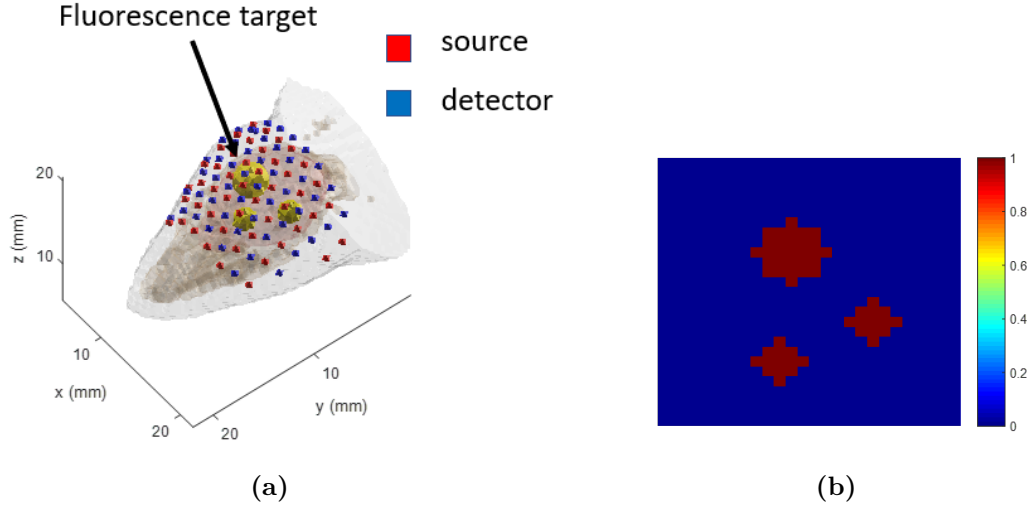 Fluorescence target
source
detector
20
10
z (mm)
10
x (mm)
20
10
y (mm)
20
1
0.8
0.6
0.4
0.2
0
(a)
(b)